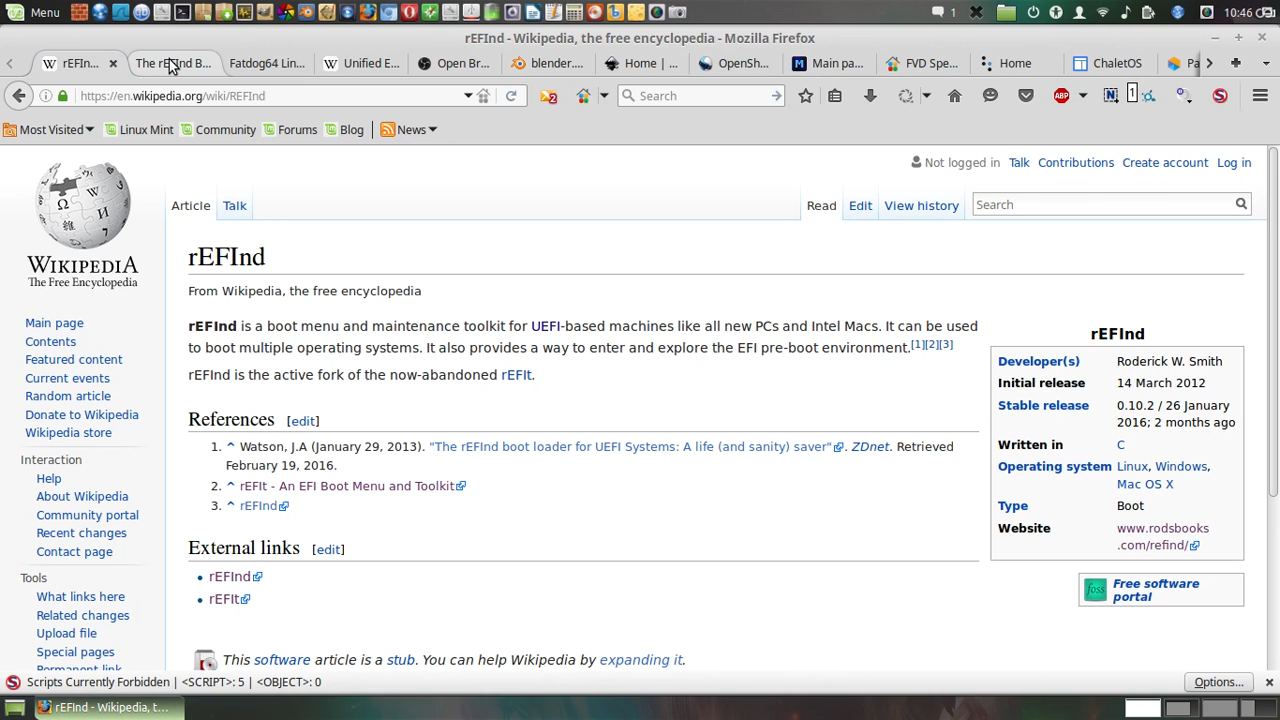 Menu
1
10:46
rEFInd - Wikipedia, the free encyclopedia - Mozilla Firefox
rEFIn...
The rEFInd B...
Fatdog64 Lin...
Unified E...
Open Br...
blender....
Home | ...
OpenSh...
Main pa...
FVD Spe...
Home
ChaletOS
Pa
https://en.wikipedia.org/wiki/REFInd
Search
ABP
1
Most Visited
Linux Mint
Community
Forums
Blog
News
Not logged in Talk Contributions Create account Log in
Article Talk
Read Edit View history
Search
WIKIPEDIA
The Free Encyclopedia
Main page
Contents
Featured content
Current events
Random article
Donate to Wikipedia
Wikipedia store
Interaction
Help
About Wikipedia
Community portal
Recent changes
Contact page
Tools
What links here
Related changes
Upload file
Special pages
Permanent link
rEFInd
From Wikipedia, the free encyclopedia
rEFInd is a boot menu and maintenance toolkit for UEFI-based machines like all new PCs and Intel Macs. It can be used
to boot multiple operating systems. It also provides a way to enter and explore the EFI pre-boot environment.[1][2][3]
rEFInd is the active fork of the now-abandoned rEFIt.
References [edit]
1. ^ Watson, J.A (January 29, 2013). "The rEFInd boot loader for UEFI Systems: A life (and sanity) saver". ZDnet. Retrieved
February 19, 2016.
2. ^ rEFIt - An EFI Boot Menu and Toolkit
3. ^ rEFInd
External links [edit]
• rEFInd
• rEFIt
This software article is a stub. You can help Wikipedia by expanding it.
rEFInd
Developer(s) Roderick W. Smith
Initial release 14 March 2012
Stable release 0.10.2 / 26 January
2016; 2 months ago
Written in C
Operating system Linux, Windows,
Mac OS X
Type Boot
Website www.rodsbooks
.com/refind/
foss
Free software
portal
Scripts Currently Forbidden | <SCRIPT>: 5 | <OBJECT>: 0
Options...
rEFInd - Wikipedia, t...